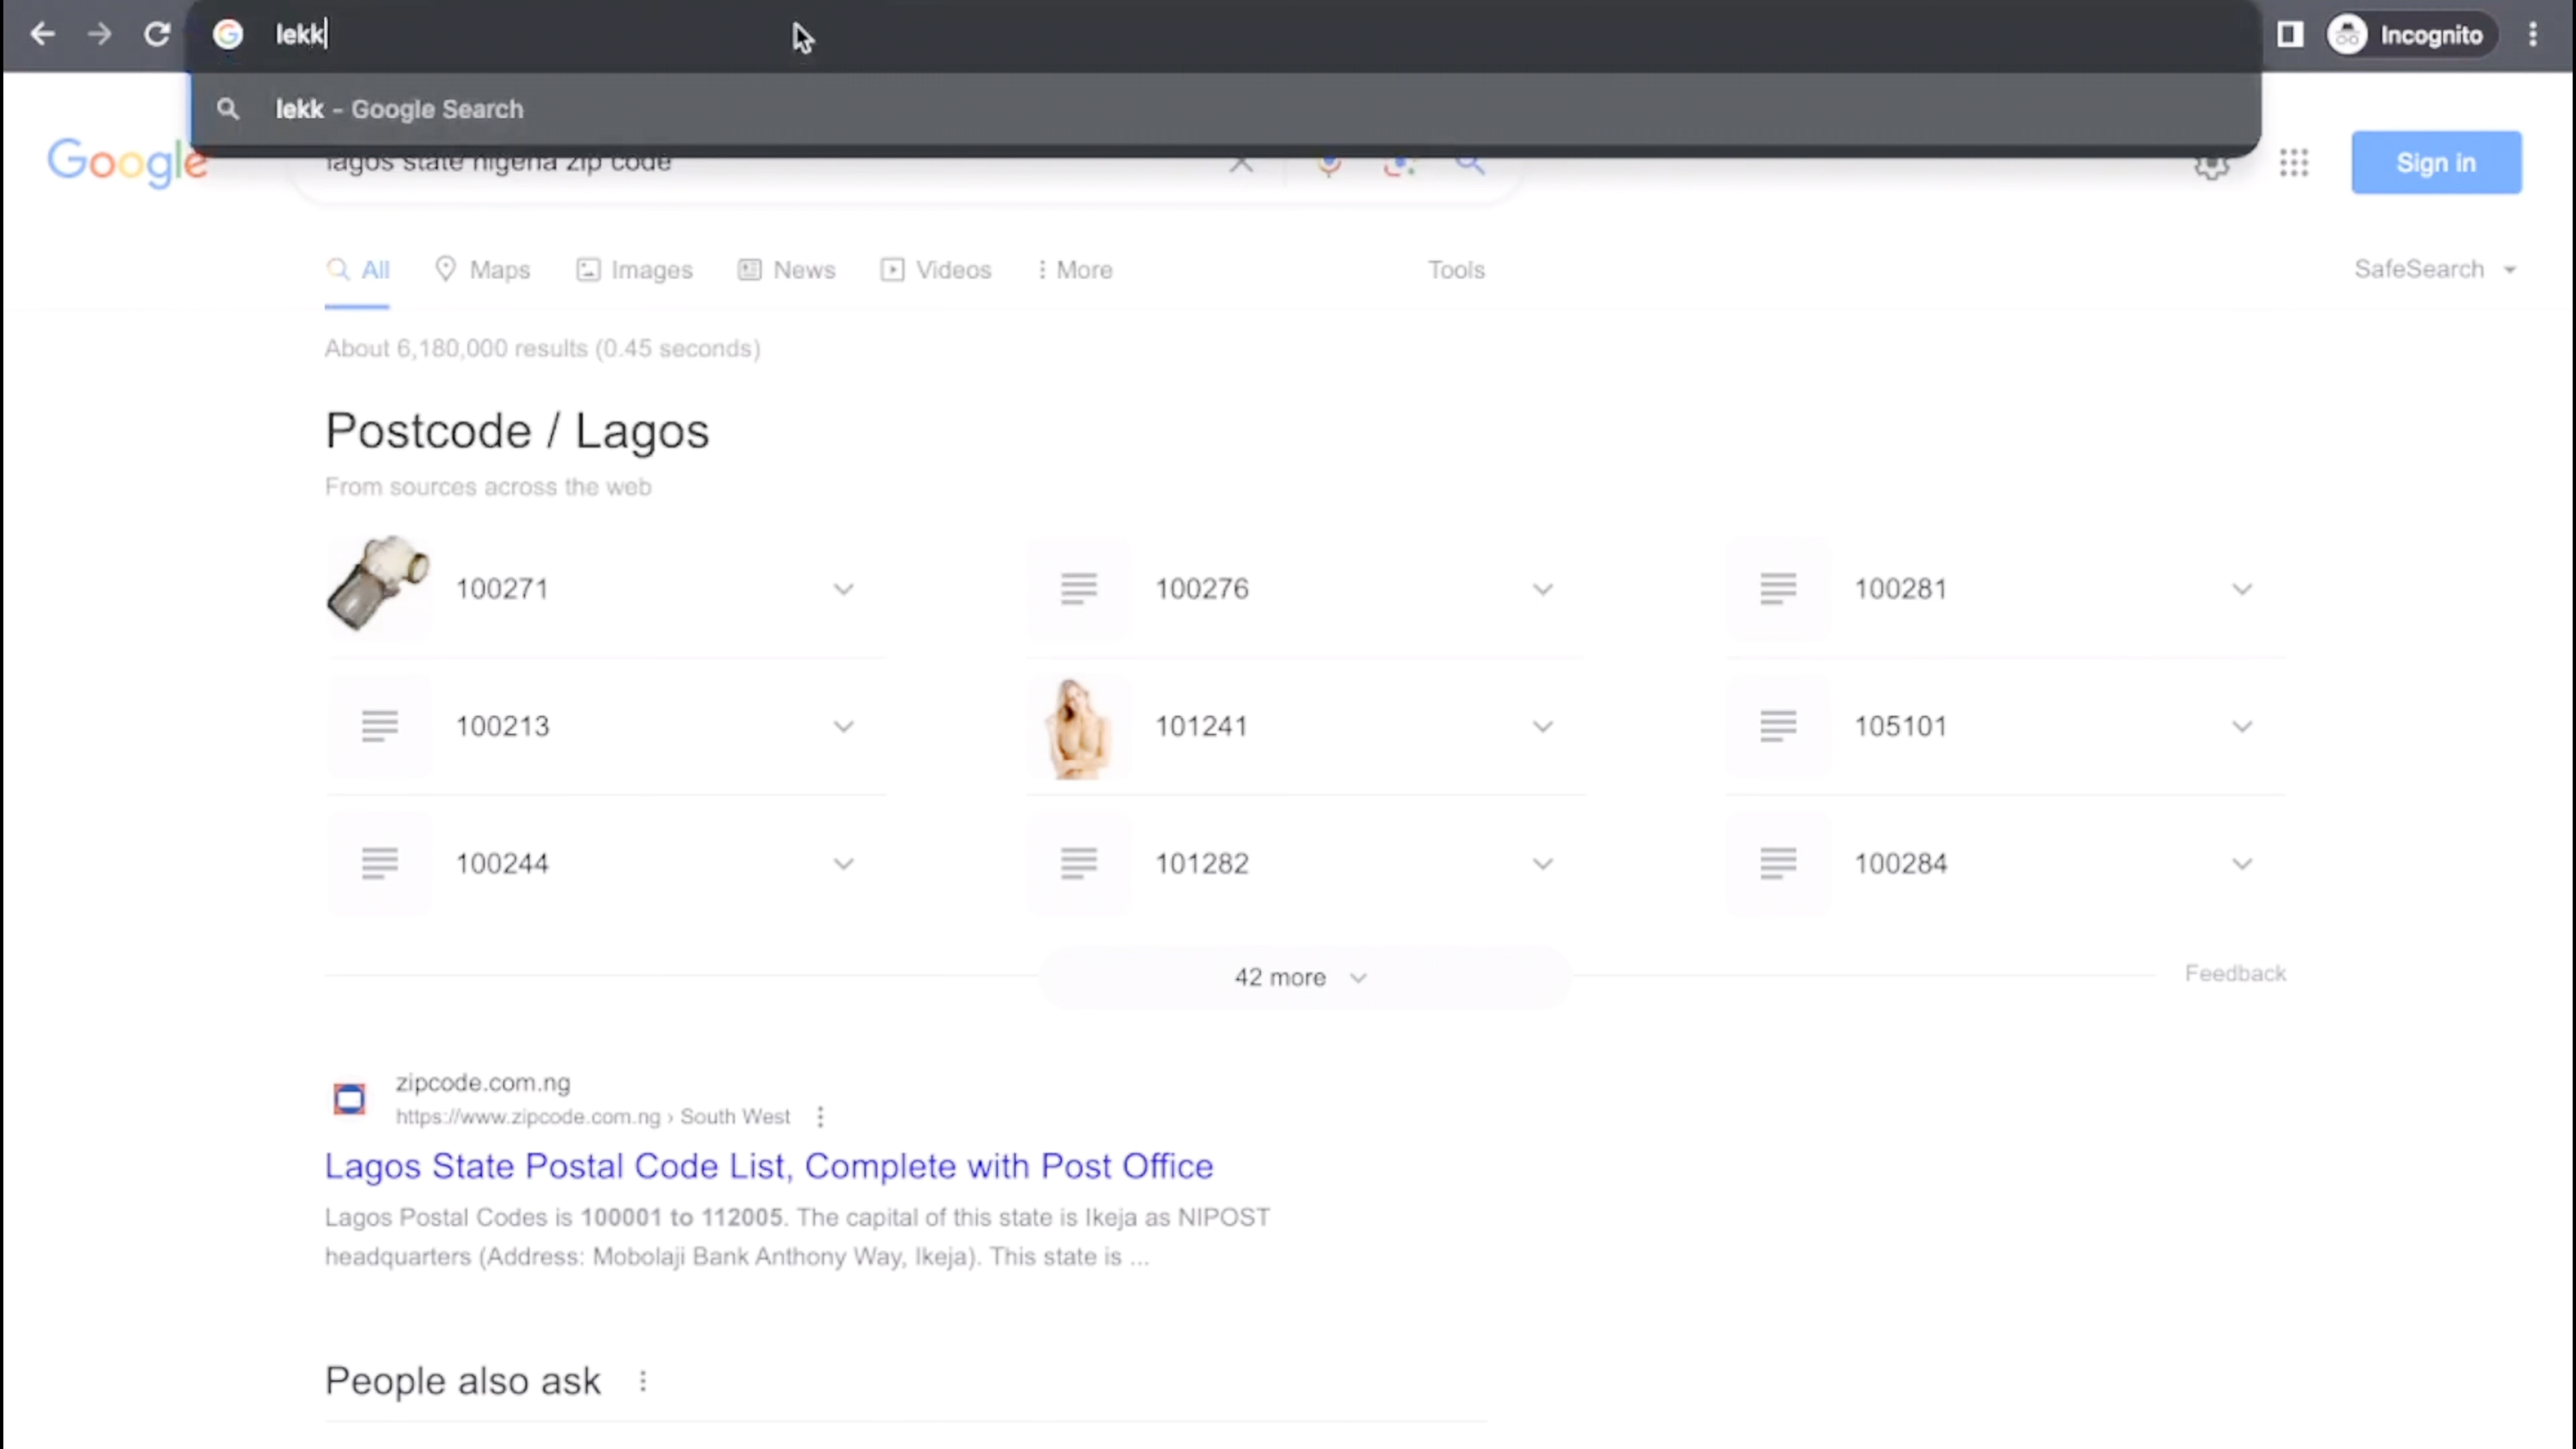 lekk
Incognito
lekk - Google Search
Google
lagos state nigeria zip code
Sign in
All
Maps
Images
News
Videos
More
Tools
SafeSearch
About 6,180,000 results (0.45 seconds)
Postcode / Lagos
From sources across the web
100271
100276
100281
100213
101241
105101
100244
101282
100284
42 more
Feedback
zipcode.com.ng
https://www.zipcode.com.ng › South West
Lagos State Postal Code List, Complete with Post Office
Lagos Postal Codes is 100001 to 112005. The capital of this state is Ikeja as NIPOST
headquarters (Address: Mobolaji Bank Anthony Way, Ikeja). This state is ...
People also ask